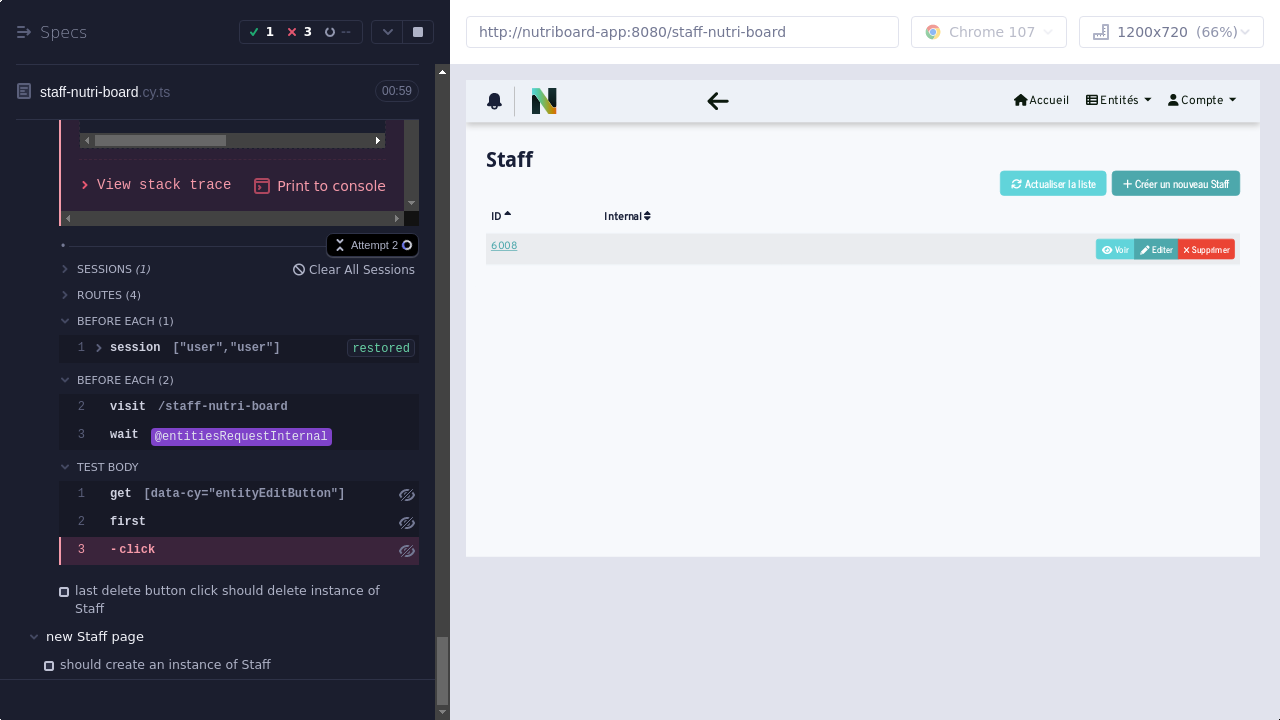 Specs
1
3
--
staff-nutri-board.cy.ts
00:59
View stack trace
Print to console
Attempt 2
SESSIONS (1)
Clear All Sessions
ROUTES (4)
BEFORE EACH (1)
1 session ["user","user"] restored
BEFORE EACH (2)
2 visit /staff-nutri-board
3 wait @entitiesRequestInternal
TEST BODY
1 get [data-cy="entityEditButton"]
2 first
3 -click
last delete button click should delete instance of
Staff
new Staff page
should create an instance of Staff
http://nutriboard-app:8080/staff-nutri-board
Chrome 107
1200x720 (66%)
N
Accueil
Entités
Compte
Staff
Actualiser la liste
Créer un nouveau Staff
ID
Internal
6008
Voir
Editer
Supprimer